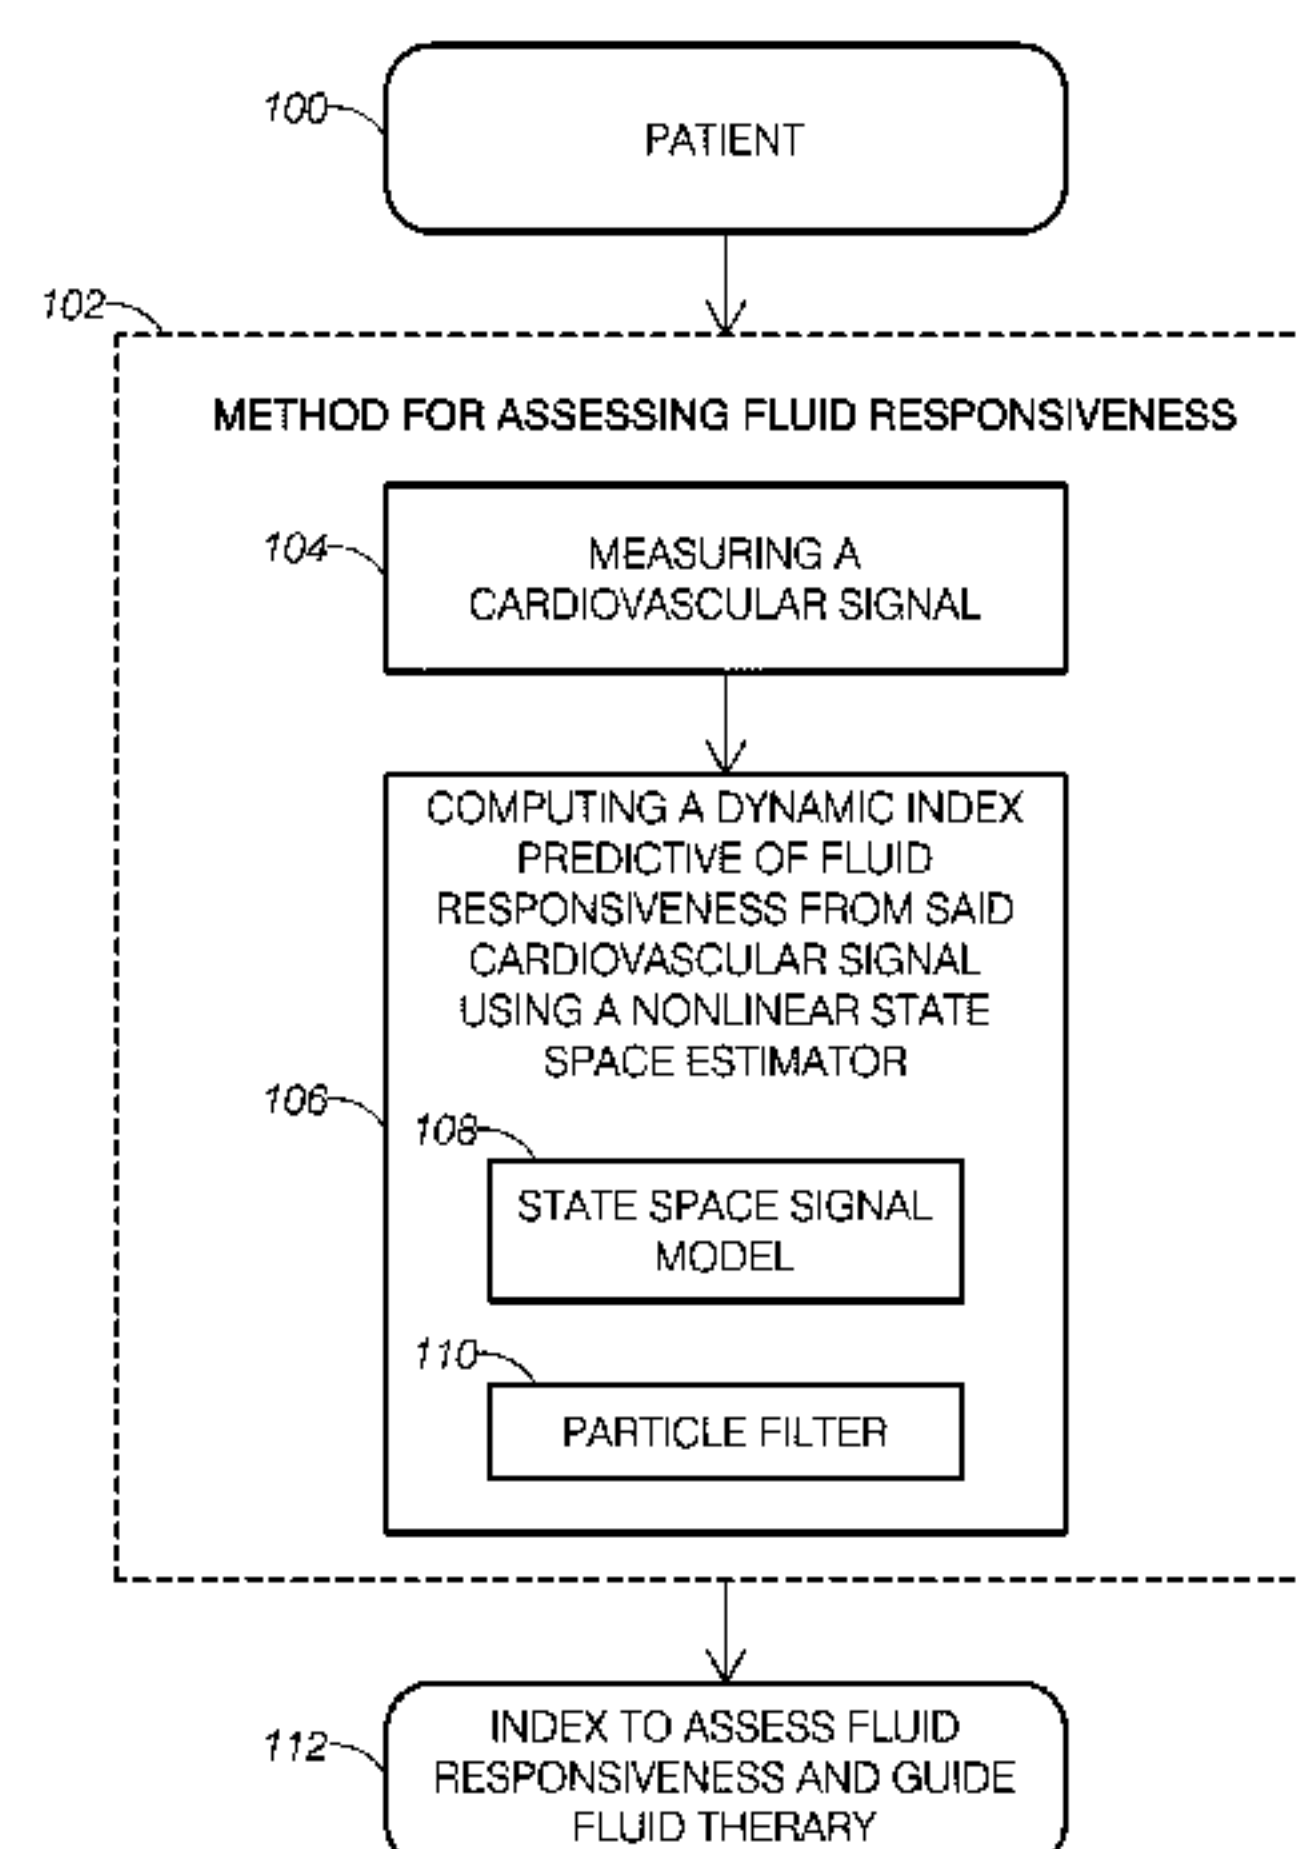 100
PATIENT
102
METHOD FOR ASSESSING FLUID RESPONSIVENESS
104
MEASURING A
CARDIOVASCULAR SIGNAL
COMPUTING A DYNAMIC INDEX
PREDICTIVE OF FLUID
RESPONSIVENESS FROM SAID
CARDIOVASCULAR SIGNAL
USING A NONLINEAR STATE
SPACE ESTIMATOR
106
108
STATE SPACE SIGNAL
MODEL
110
PARTICLE FILTER
112
INDEX TO ASSESS FLUID
RESPONSIVENESS AND GUIDE
FLUID THERARY